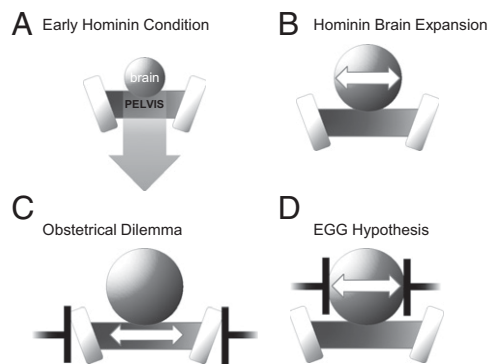 A Early Hominin Condition
brain
PELVIS
B Hominin Brain Expansion
C Obstetrical Dilemma
D EGG Hypothesis